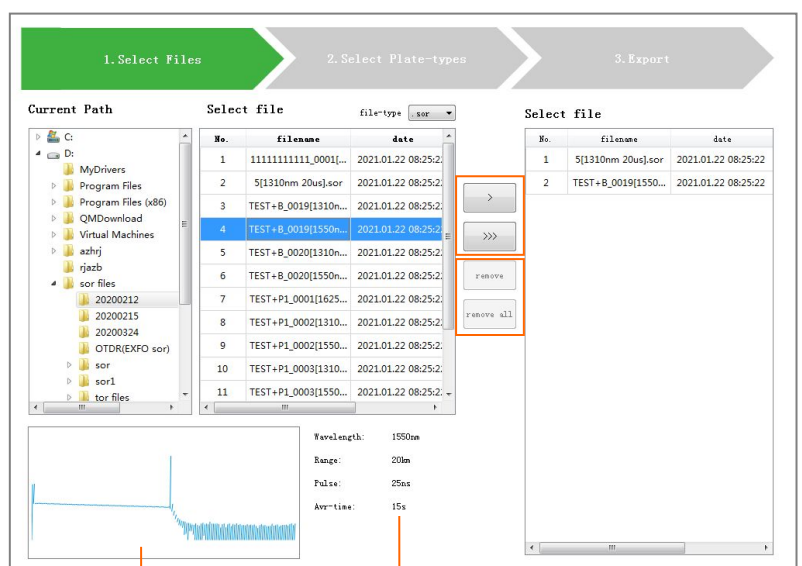 1.Select Files
2.Select Plate-types
3.Export
Current Path
Select file
file-type .sor
Select file
C:
D:
MyDrivers
Program Files
Program Files (x86)
QMDownload
Virtual Machines
azhrj
rjazb
sor files
20200212
20200215
20200324
OTDR(EXFO sor)
sor
sor1
tor files
No. filename date
1 11111111111_0001[... 2021.01.22 08:25:2
2 5[1310nm 20us].sor 2021.01.22 08:25:2
3 TEST+B_0019[1310n... 2021.01.22 08:25:2
4 TEST+B_0019[1550n... 2021.01.22 08:25:2
5 TEST+B_0020[1310n... 2021.01.22 08:25:2
6 TEST+B_0020[1550n... 2021.01.22 08:25:2
7 TEST+P1_0001[1625... 2021.01.22 08:25:2
8 TEST+P1_0002[1310... 2021.01.22 08:25:2
9 TEST+P1_0002[1550... 2021.01.22 08:25:2
10 TEST+P1_0003[1310... 2021.01.22 08:25:2
11 TEST+P1_0003[1550... 2021.01.22 08:25:2
>
>>>
remove
remove all
No. filename date
1 5[1310nm 20us].sor 2021.01.22 08:25:22
2 TEST+B_0019[1550... 2021.01.22 08:25:22
Wavelength: 1550nm
Range: 20km
Pulse: 25ns
Avr-time: 15s